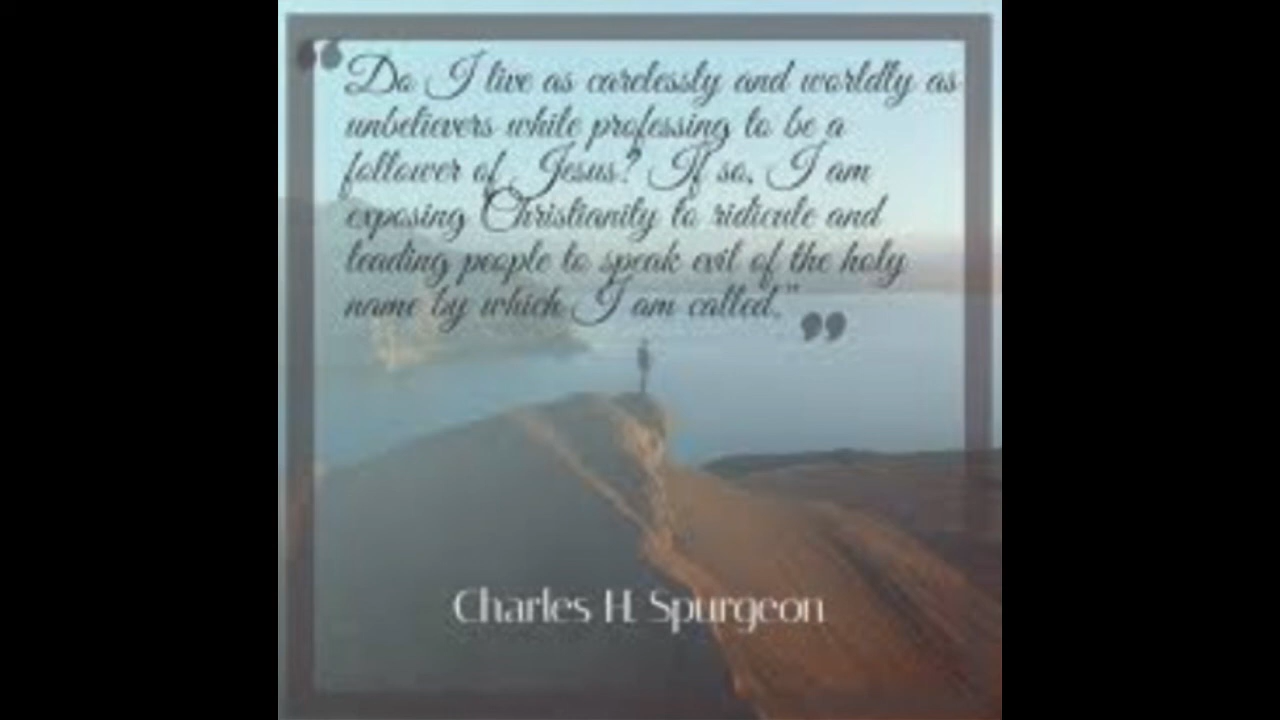 “Do I live as carelessly and worldly as
unbelievers while professing to be a
follower of Jesus? If so, I am
exposing Christianity to ridicule and
leading people to speak evil of the holy
name by which I am called.”
”
Charles H. Spurgeon